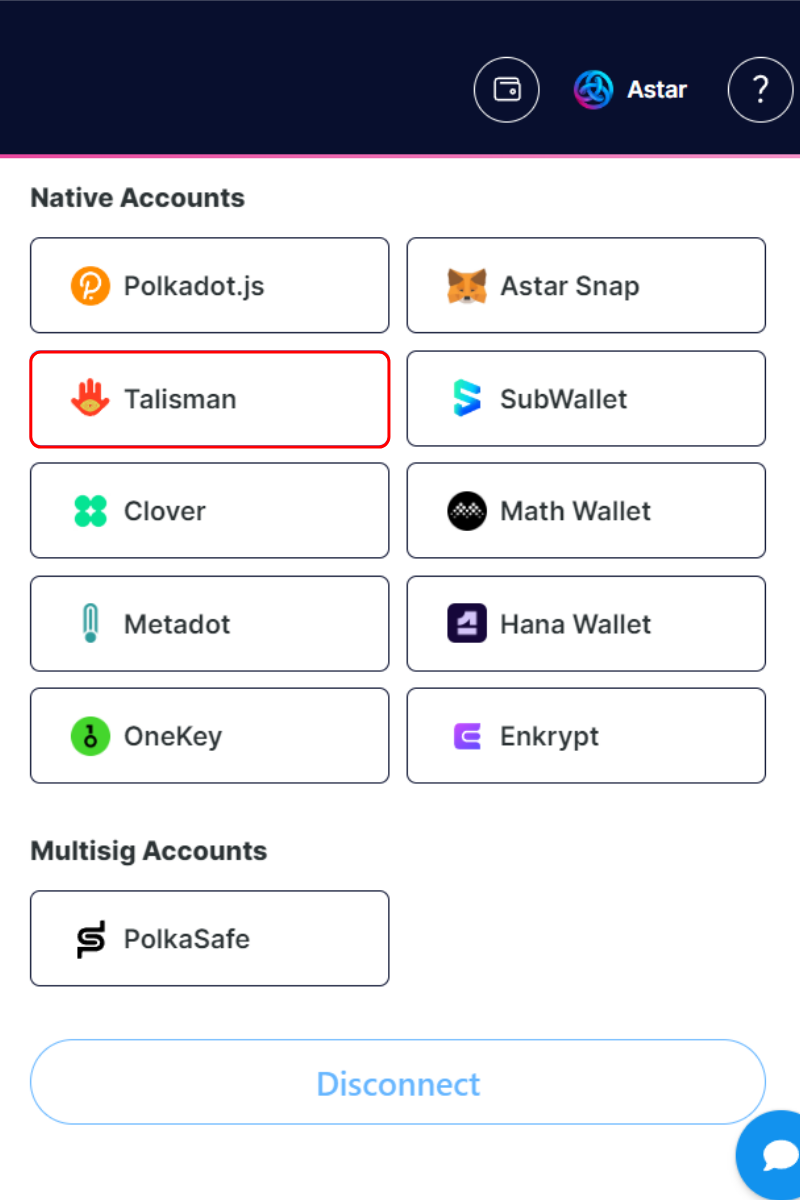 Astar
?
Native Accounts
Polkadot.js
Astar Snap
Talisman
SubWallet
Clover
Math Wallet
Metadot
Hana Wallet
OneKey
Enkrypt
Multisig Accounts
PolkaSafe
Disconnect